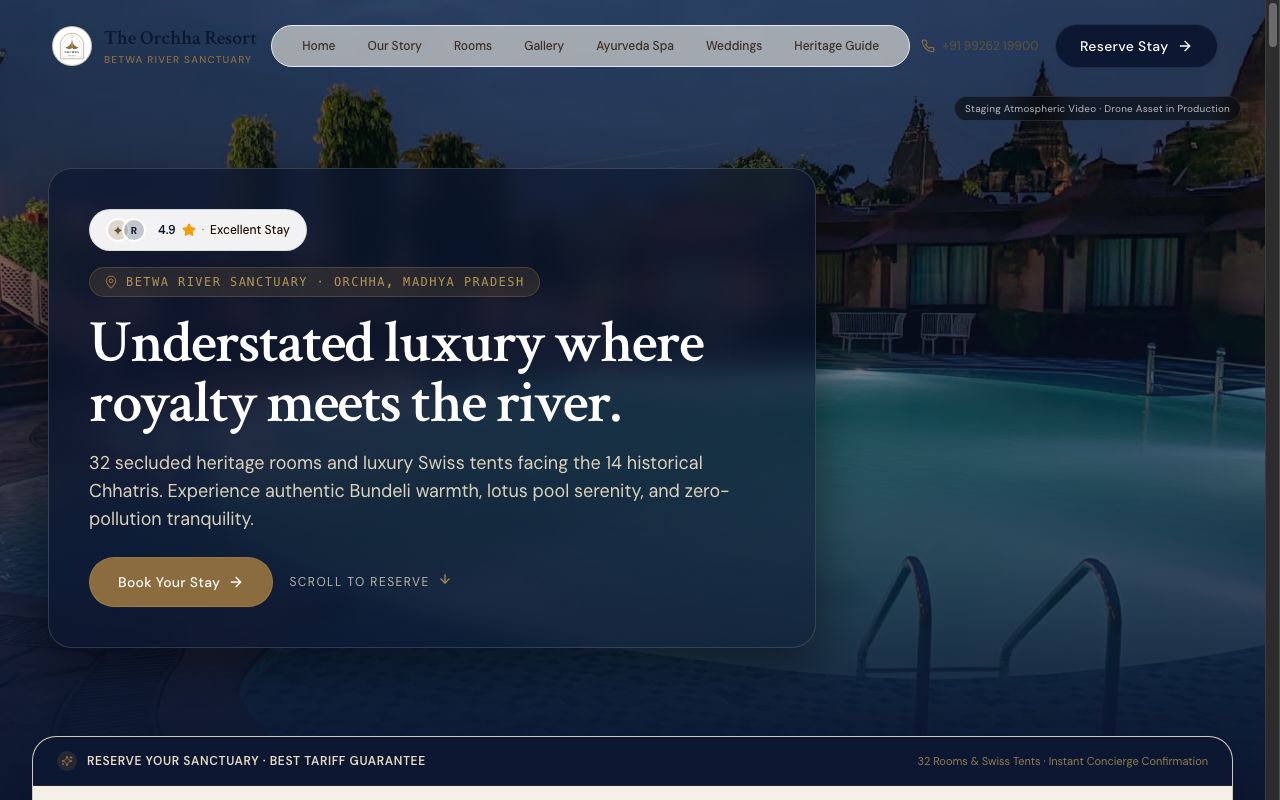 The Orchha Resort
BETWA RIVER SANCTUARY
Home
Our Story
Rooms
Gallery
Ayurveda Spa
Weddings
Heritage Guide
+91 99262 19900
Reserve Stay
Staging Atmospheric Video · Drone Asset in Production
R
4.9 · Excellent Stay
BETWA RIVER SANCTUARY · ORCHHA, MADHYA PRADESH
Understated luxury where
royalty meets the river.
32 secluded heritage rooms and luxury Swiss tents facing the 14 historical
Chhatris. Experience authentic Bundeli warmth, lotus pool serenity, and zero-
pollution tranquility.
Book Your Stay
SCROLL TO RESERVE
RESERVE YOUR SANCTUARY · BEST TARIFF GUARANTEE
32 Rooms & Swiss Tents · Instant Concierge Confirmation